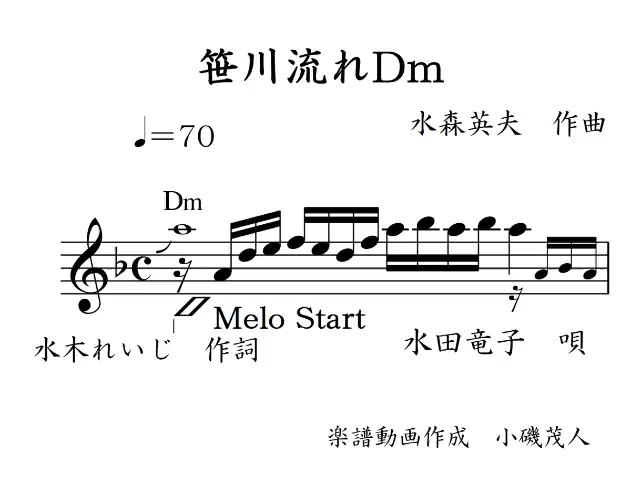 笹川流れDm
水森英夫　作曲
♩=70
Dm
Melo Start
水木れいじ　作詞
水田竜子　唄
楽譜動画作成　小磯茂人